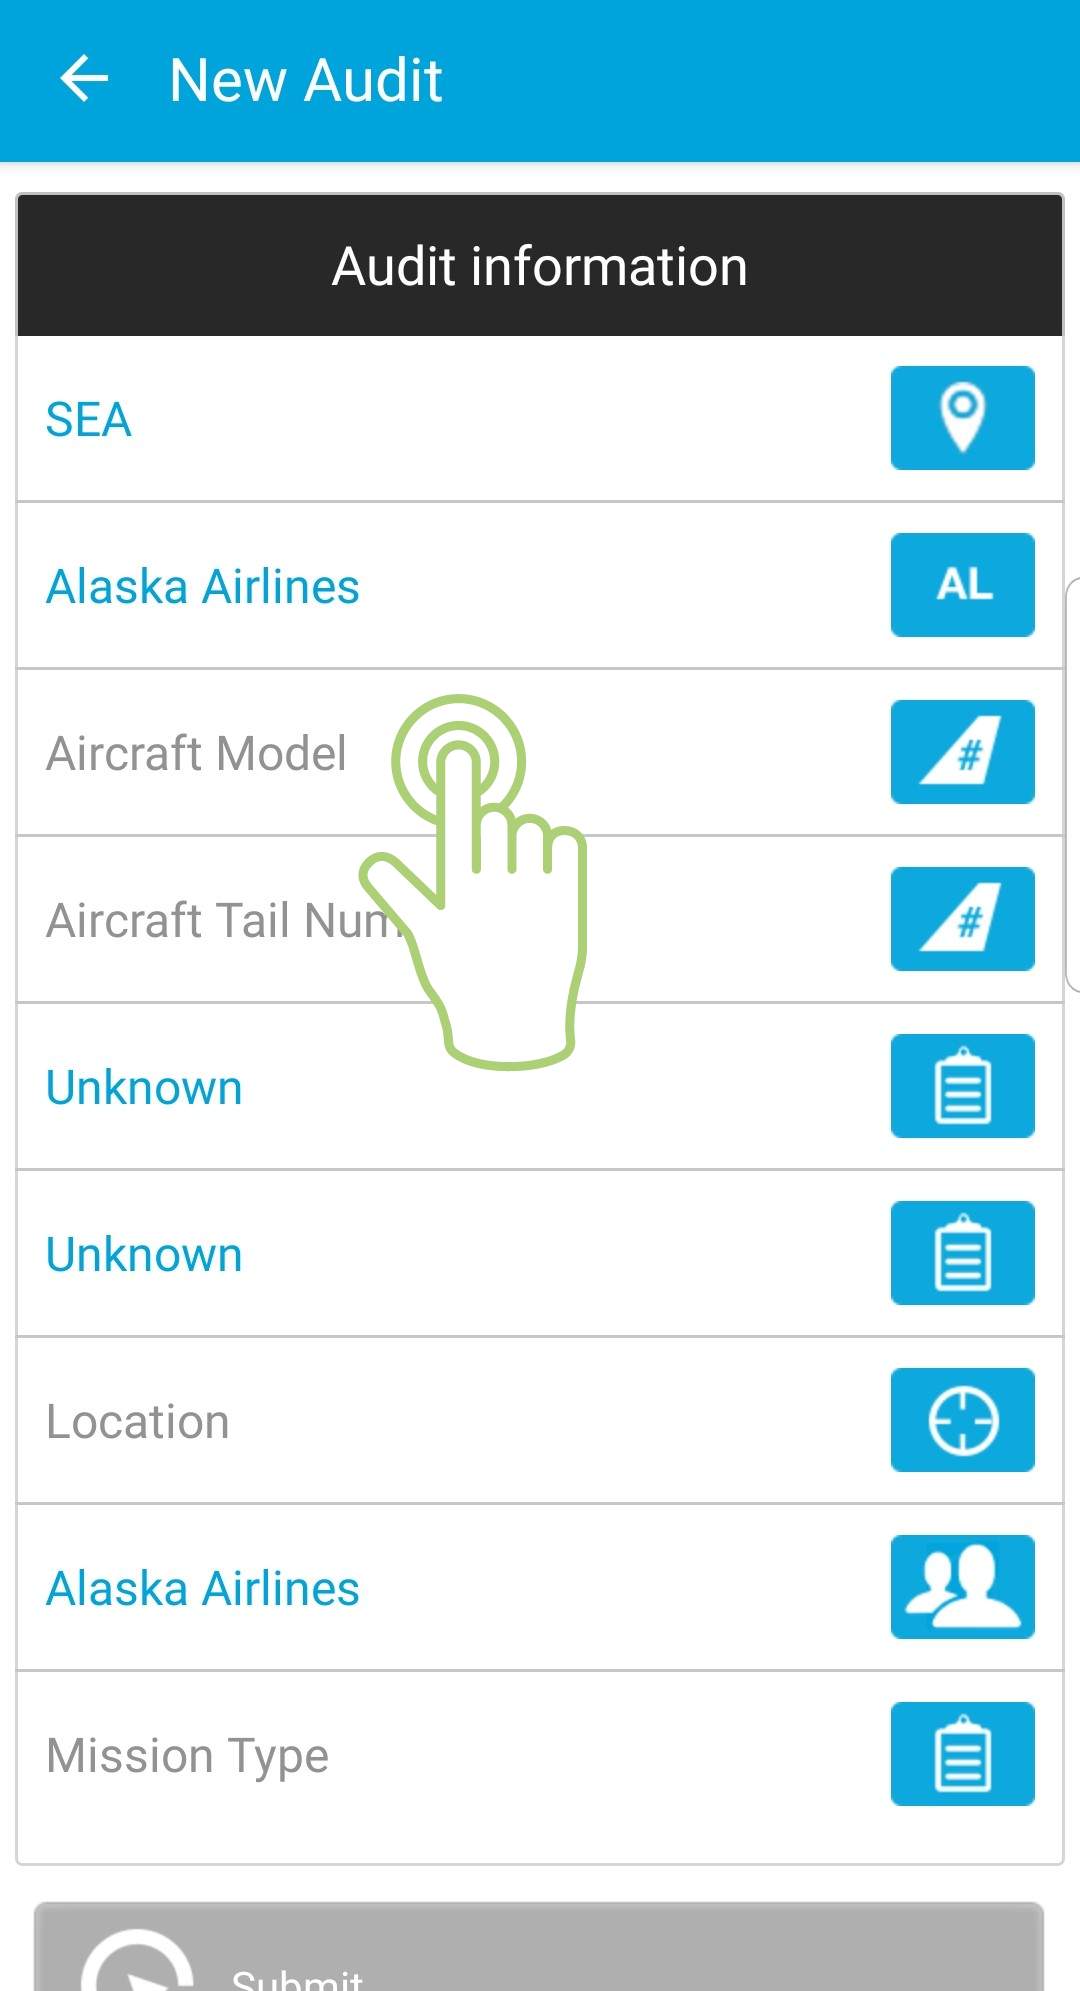 New Audit
Audit information
SEA
Alaska Airlines
AL
Aircraft Model
#
Aircraft Tail Num
#
Unknown
Unknown
Location
Alaska Airlines
Mission Type
Submit